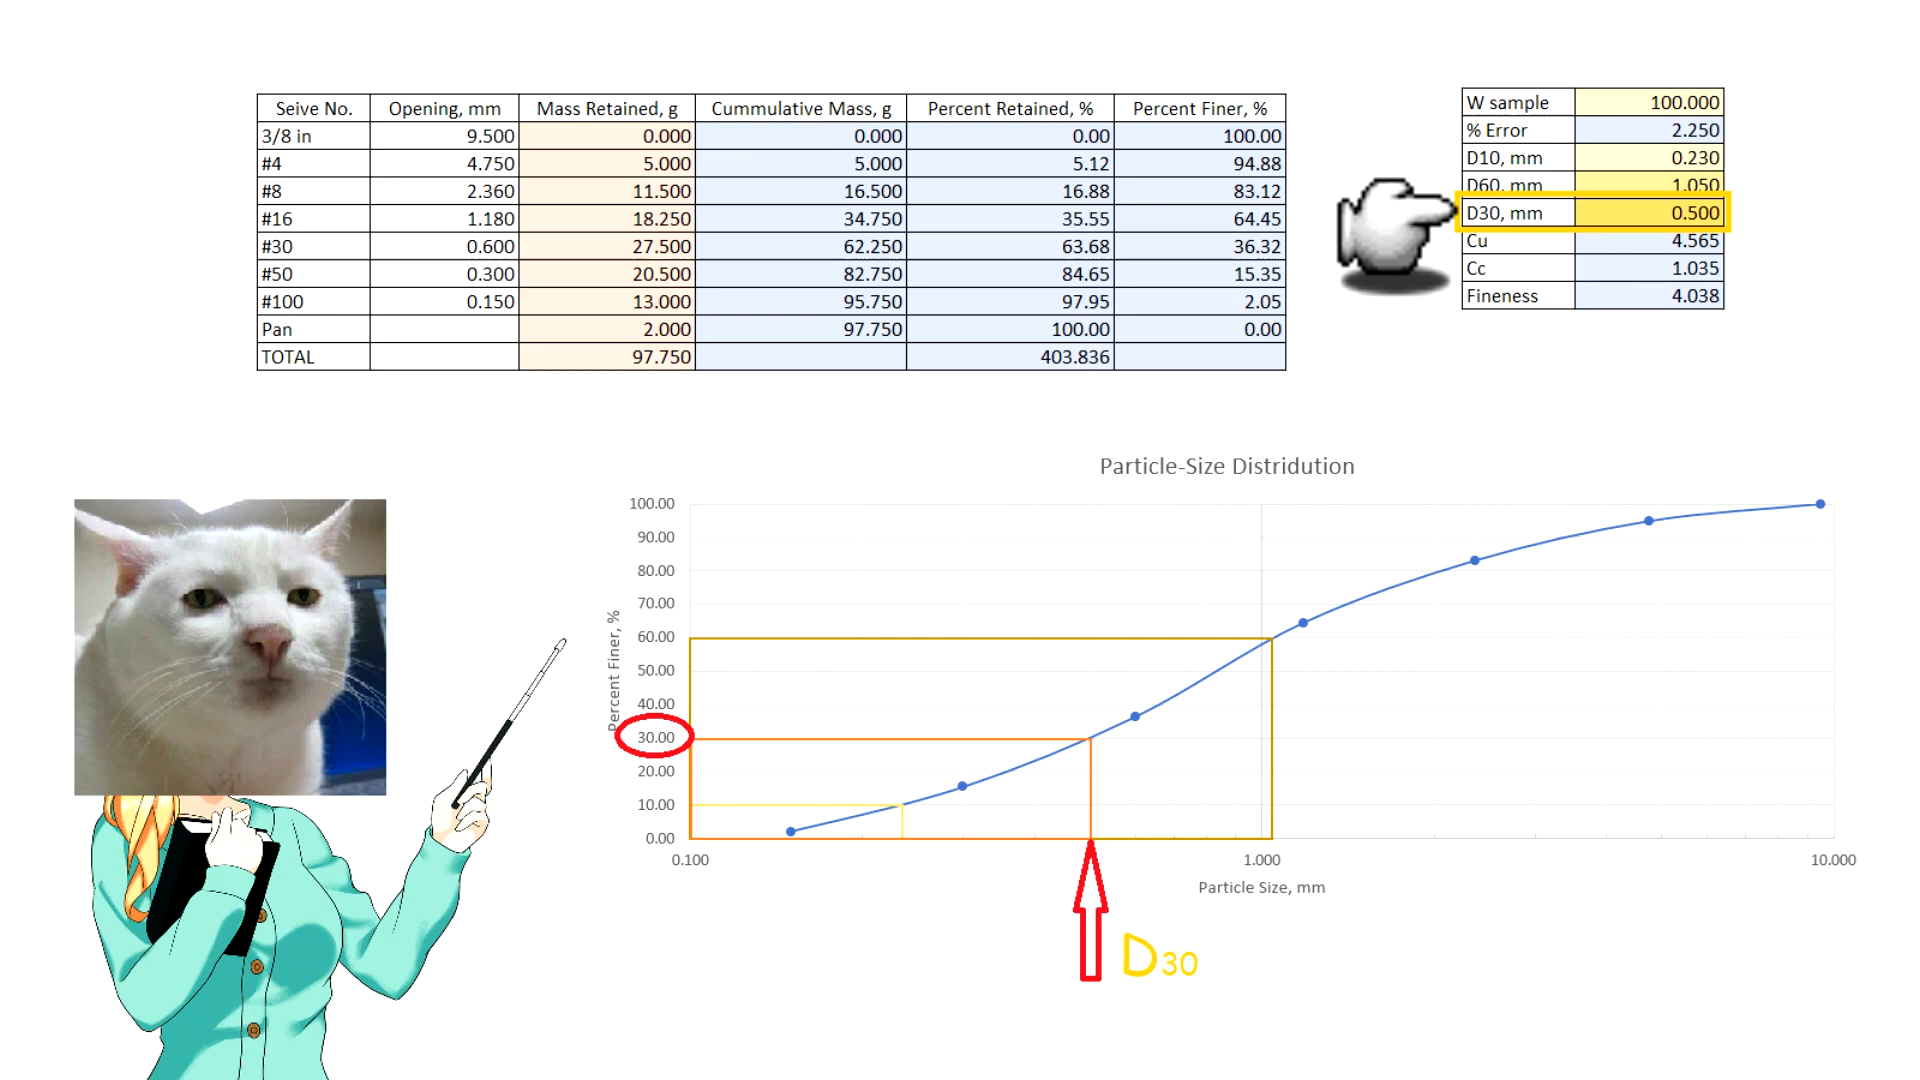 Seive No. Opening, mm Mass Retained, g Cummulative Mass, g Percent Retained, % Percent Finer, %
3/8 in 9.500 0.000 0.000 0.00 100.00
#4 4.750 5.000 5.000 5.12 94.88
#8 2.360 11.500 16.500 16.88 83.12
#16 1.180 18.250 34.750 35.55 64.45
#30 0.600 27.500 62.250 63.68 36.32
#50 0.300 20.500 82.750 84.65 15.35
#100 0.150 13.000 95.750 97.95 2.05
Pan 2.000 97.750 100.00 0.00
TOTAL 97.750 403.836
W sample 100.000
% Error 2.250
D10, mm 0.230
D60, mm 1.050
D30, mm 0.500
Cu 4.565
Cc 1.035
Fineness 4.038
Particle-Size Distridution
100.00
90.00
80.00
70.00
60.00
50.00
40.00
30.00
20.00
10.00
0.00
Percent Finer, %
0.100 1.000 10.000
Particle Size, mm
D30